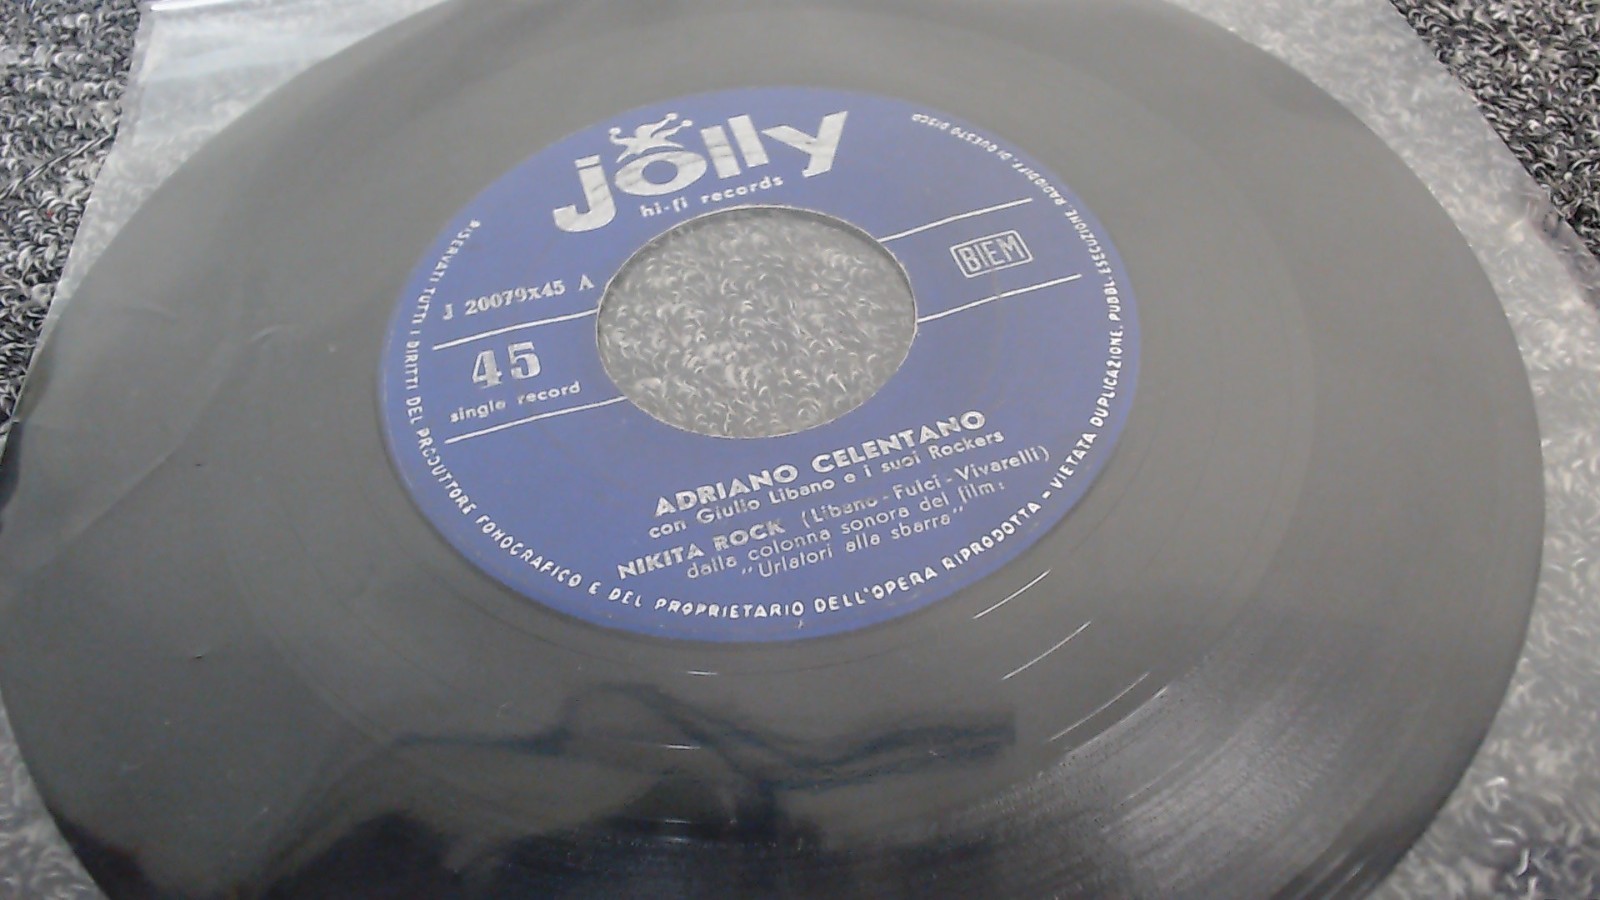 jolly
hi-fi records
J 20079x45 A
BIEM
45
single record
ADRIANO CELENTANO
con Giulio Libano e i suoi Rockers
NIKITA ROCK (Libano - Fulci - Vivarelli)
dalla colonna sonora del film:
"Urlatori alla sbarra"
RISERVATI TUTTI I DIRITTI DEL PRODUTTORE FONOGRAFICO E DEL PROPRIETARIO DELL'OPERA RIPRODOTTA - VIETATA DUPLICAZIONE, PUBBL. ESECUZIONE, RADIODIFF. DI QUESTO DISCO